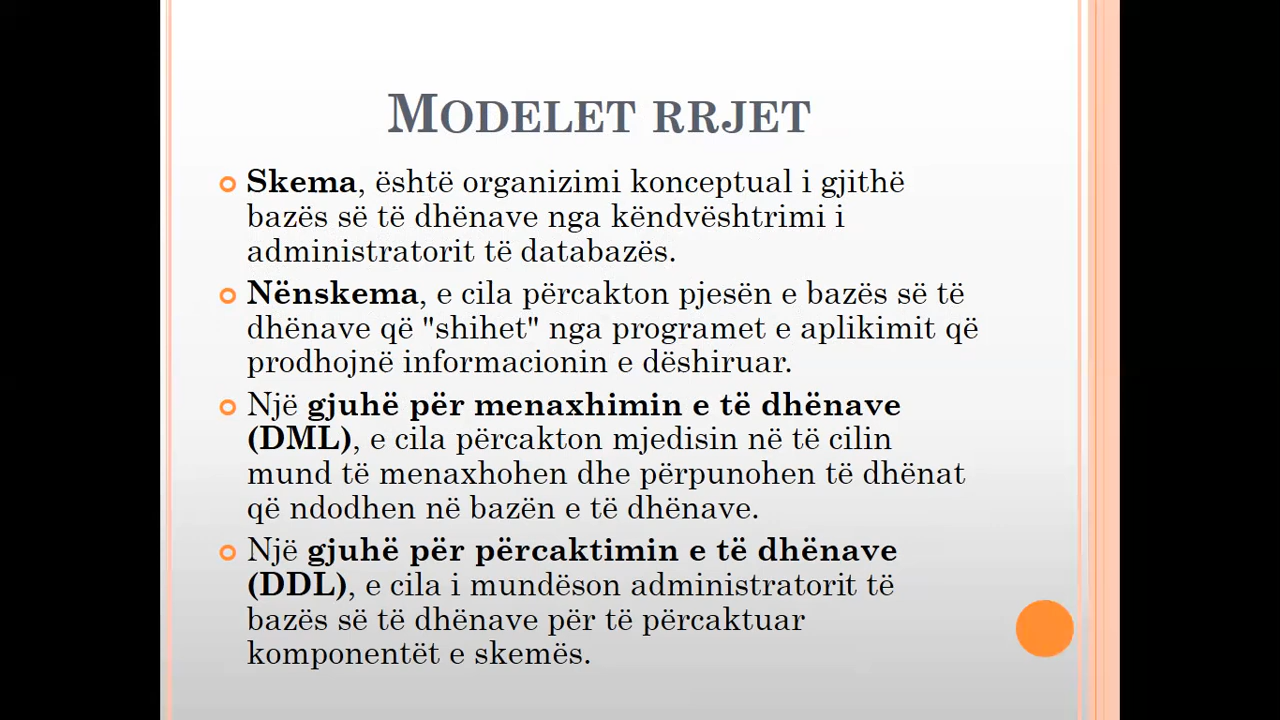 MODELET RRJET
Skema, është organizimi konceptual i gjithë
bazës së të dhënave nga këndvështrimi i
administratorit të databazës.
Nënskema, e cila përcakton pjesën e bazës së të
dhënave që "shihet" nga programet e aplikimit që
prodhojnë informacionin e dëshiruar.
Një gjuhë për menaxhimin e të dhënave
(DML), e cila përcakton mjedisin në të cilin
mund të menaxhohen dhe përpunohen të dhënat
që ndodhen në bazën e të dhënave.
Një gjuhë për përcaktimin e të dhënave
(DDL), e cila i mundëson administratorit të
bazës së të dhënave për të përcaktuar
komponentët e skemës.